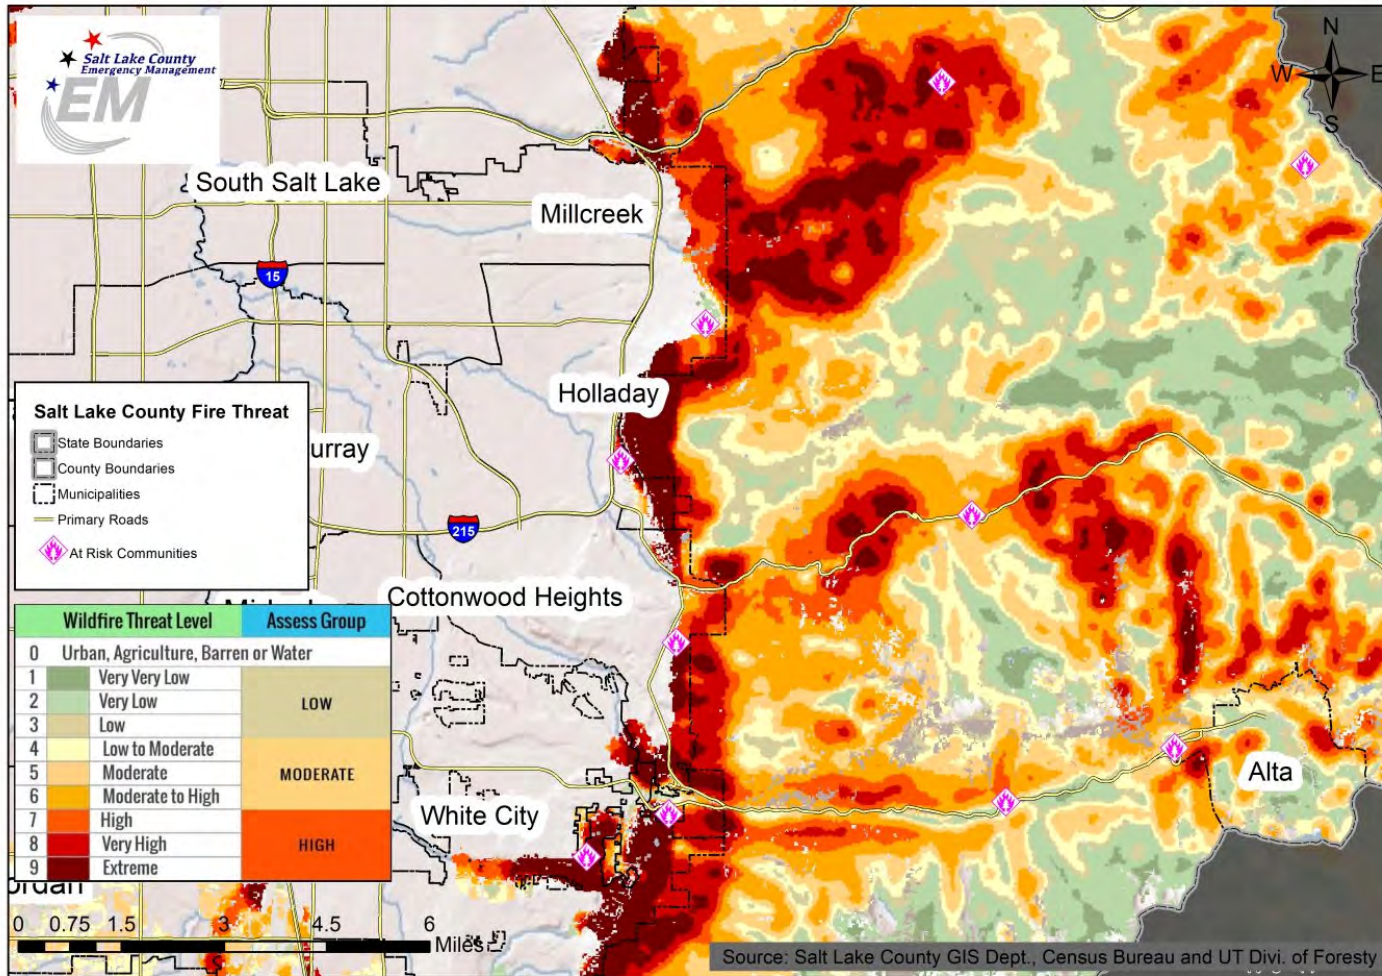 Salt Lake County
Emergency Management
EM
N
W E
S
South Salt Lake
Millcreek
15
Holladay
Salt Lake County Fire Threat
State Boundaries
County Boundaries
Municipalities
Primary Roads
At Risk Communities
urray
215
Cottonwood Heights
Wildfire Threat Level Assess Group
0 Urban, Agriculture, Barren or Water
1 Very Very Low
2 Very Low
3 Low
LOW
4 Low to Moderate
5 Moderate
6 Moderate to High
MODERATE
7 High
8 Very High
9 Extreme
HIGH
White City
Alta
ordan
0 0.75 1.5 3 4.5 6
Miles
Source: Salt Lake County GIS Dept., Census Bureau and UT Divi. of Foresty